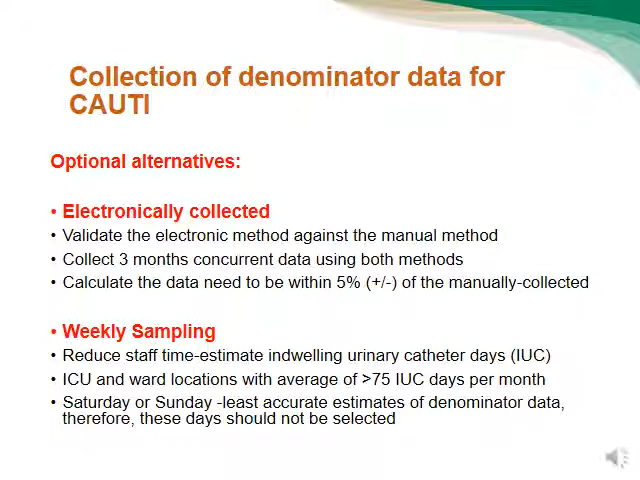 Collection of denominator data for
CAUTI
Optional alternatives:
• Electronically collected
• Validate the electronic method against the manual method
• Collect 3 months concurrent data using both methods
• Calculate the data need to be within 5% (+/-) of the manually-collected
• Weekly Sampling
• Reduce staff time-estimate indwelling urinary catheter days (IUC)
• ICU and ward locations with average of >75 IUC days per month
• Saturday or Sunday -least accurate estimates of denominator data,
therefore, these days should not be selected